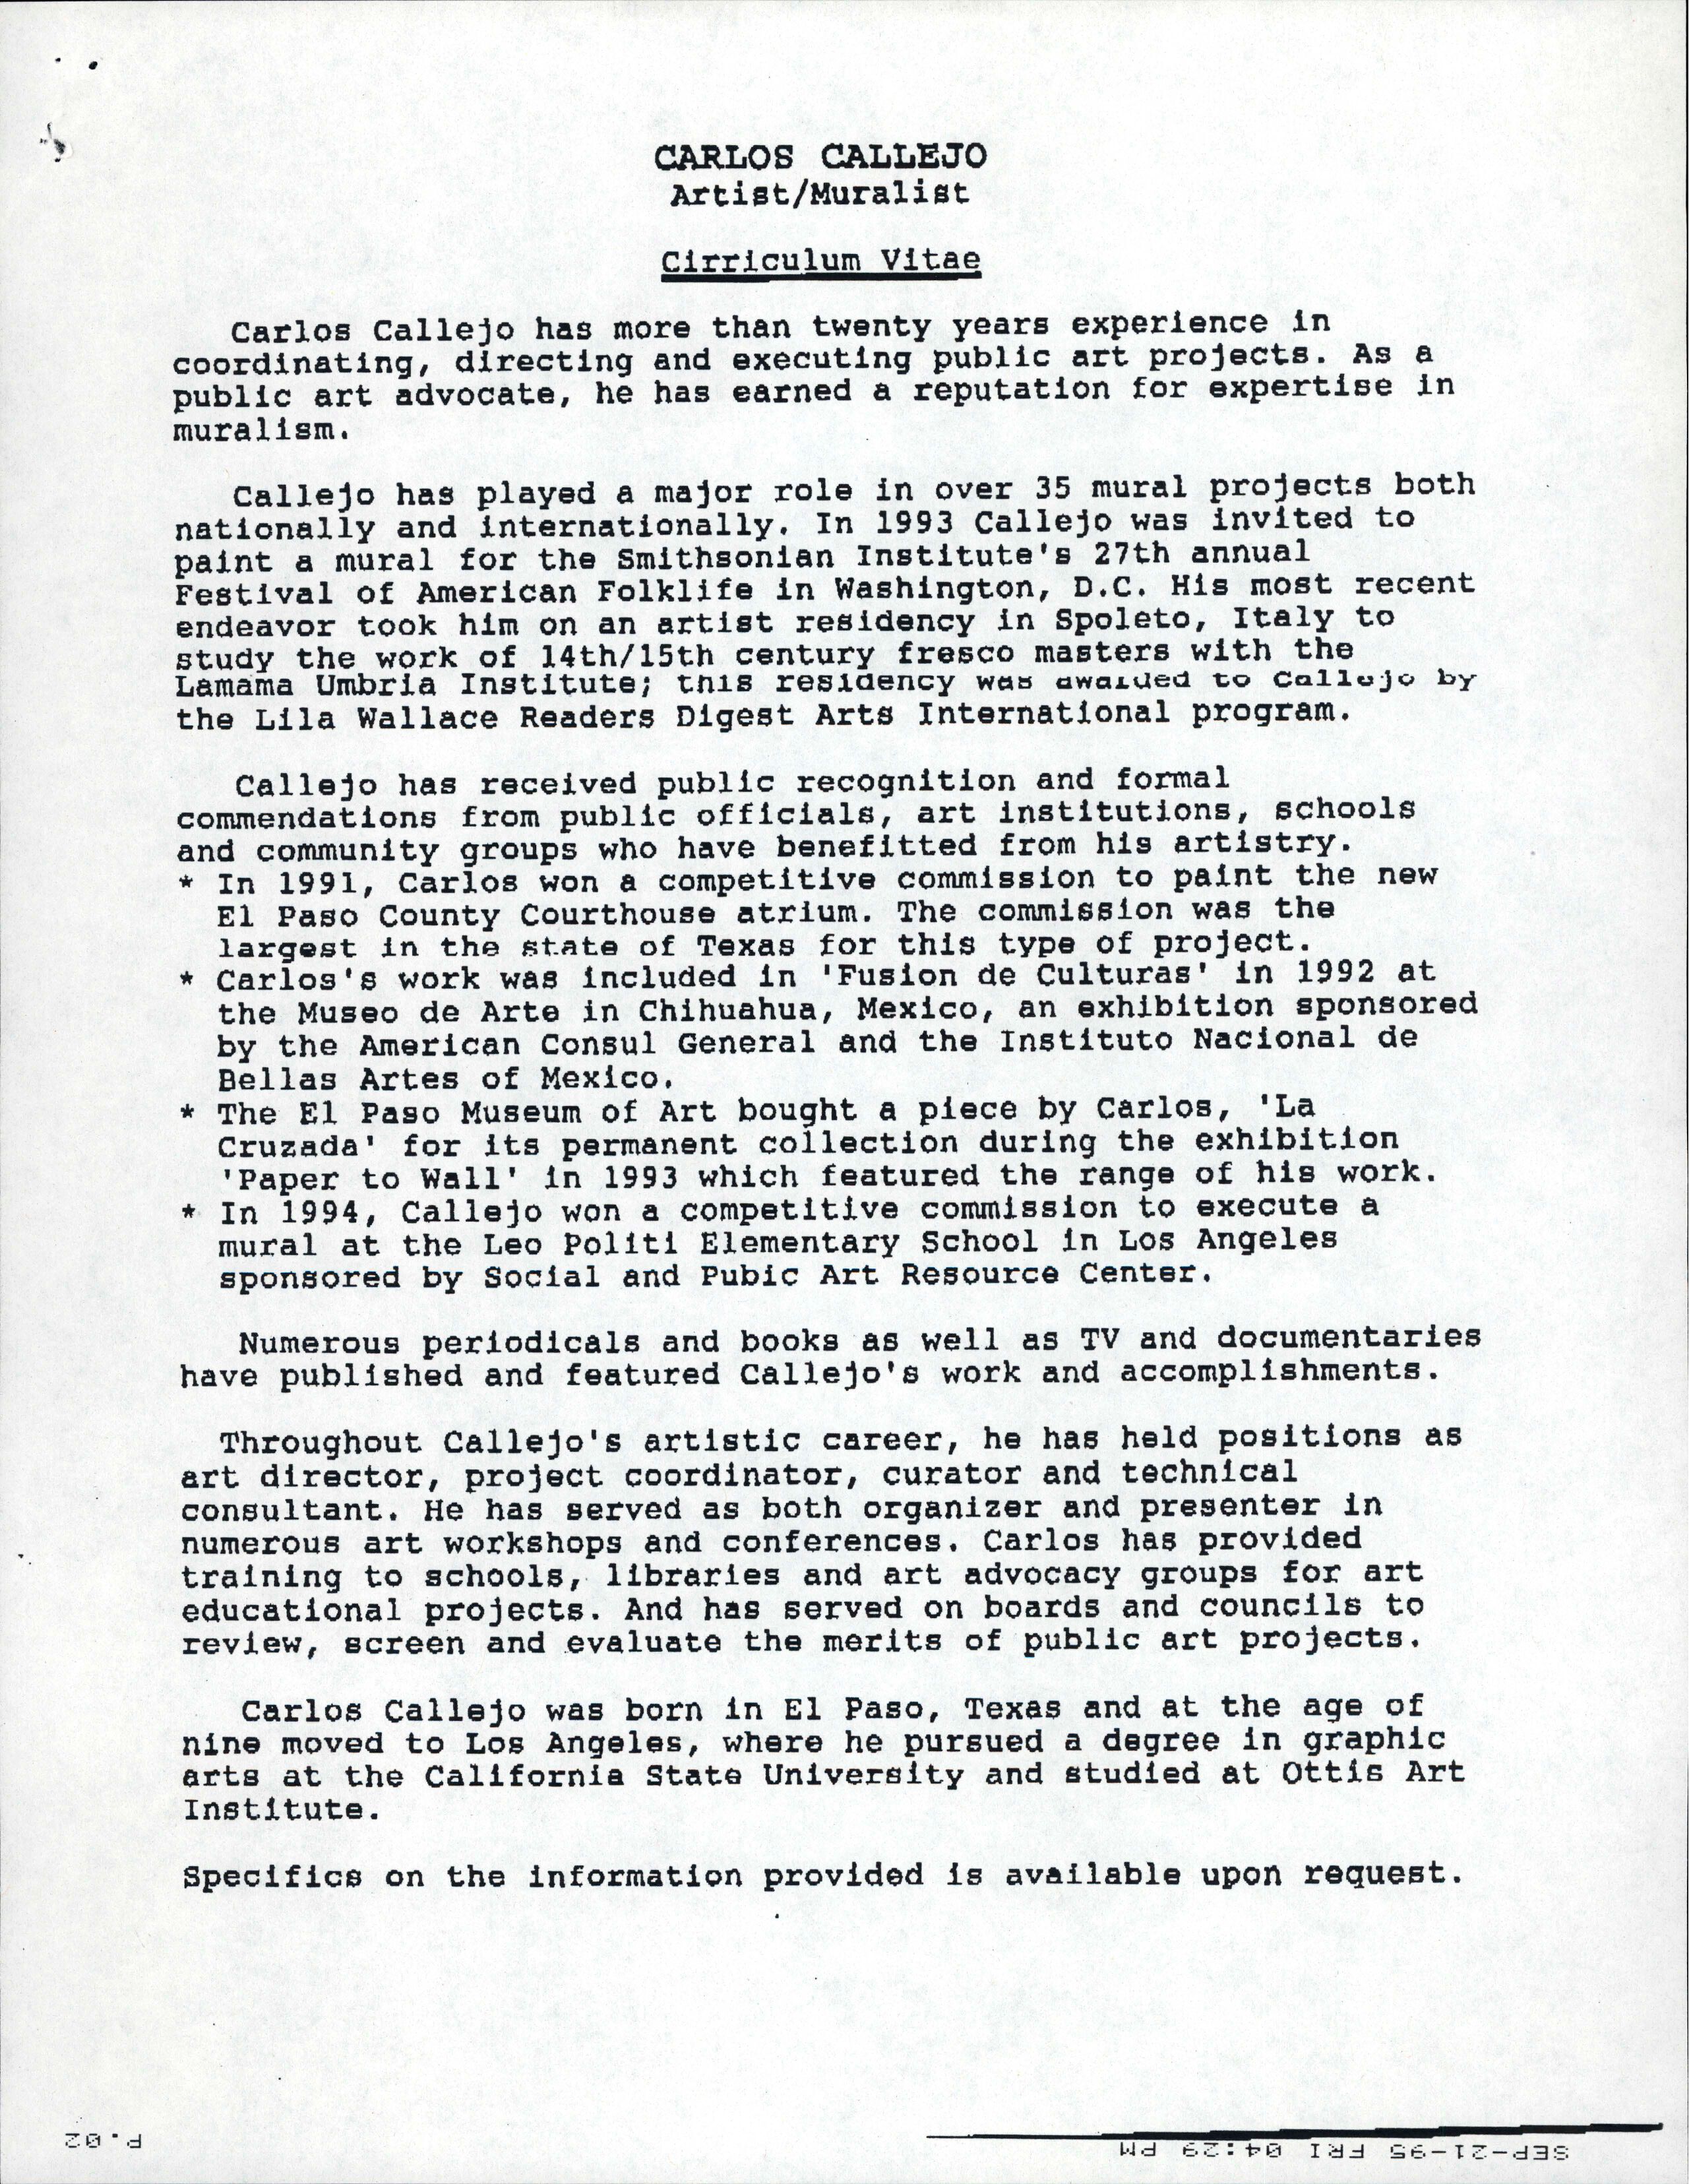 CARLOS CALLEJO
Artist/Muralist
Cirriculum Vitae
Carlos Callejo has more than twenty years experience in
coordinating, directing and executing public art projects. As a
public art advocate, he has earned a reputation for expertise in
muralism.
Callejo has played a major role in over 35 mural projects both
nationally and internationally. In 1993 Callejo was invited to
paint a mural for the Smithsonian Institute's 27th annual
Festival of American Folklife in Washington, D.C. His most recent
endeavor took him on an artist residency in Spoleto, Italy to
study the work of 14th/15th century fresco masters with the
Lamama Umbria Institute; this residency was awarded to Callejo by
the Lila Wallace Readers Digest Arts International program.
Callejo has received public recognition and formal
commendations from public officials, art institutions, schools
and community groups who have benefitted from his artistry.
* In 1991, Carlos won a competitive commission to paint the new
El Paso County Courthouse atrium. The commission was the
largest in the state of Texas for this type of project.
* Carlos's work was included in 'Fusion de Culturas' in 1992 at
the Museo de Arte in Chihuahua, Mexico, an exhibition sponsored
by the American Consul General and the Instituto Nacional de
Bellas Artes of Mexico.
* The El Paso Museum of Art bought a piece by Carlos, 'La
Cruzada' for its permanent collection during the exhibition
'Paper to Wall' in 1993 which featured the range of his work.
* In 1994, Callejo won a competitive commission to execute a
mural at the Leo Politi Elementary School in Los Angeles
sponsored by Social and Pubic Art Resource Center.
Numerous periodicals and books as well as TV and documentaries
have published and featured Callejo's work and accomplishments.
Throughout Callejo's artistic career, he has held positions as
art director, project coordinator, curator and technical
consultant. He has served as both organizer and presenter in
numerous art workshops and conferences. Carlos has provided
training to schools, libraries and art advocacy groups for art
educational projects. And has served on boards and councils to
review, screen and evaluate the merits of public art projects.
Carlos Callejo was born in El Paso, Texas and at the age of
nine moved to Los Angeles, where he pursued a degree in graphic
arts at the California State University and studied at Ottis Art
Institute.
Specifics on the information provided is available upon request.
SEP-21-95 FRI 04:29 PM
P.02